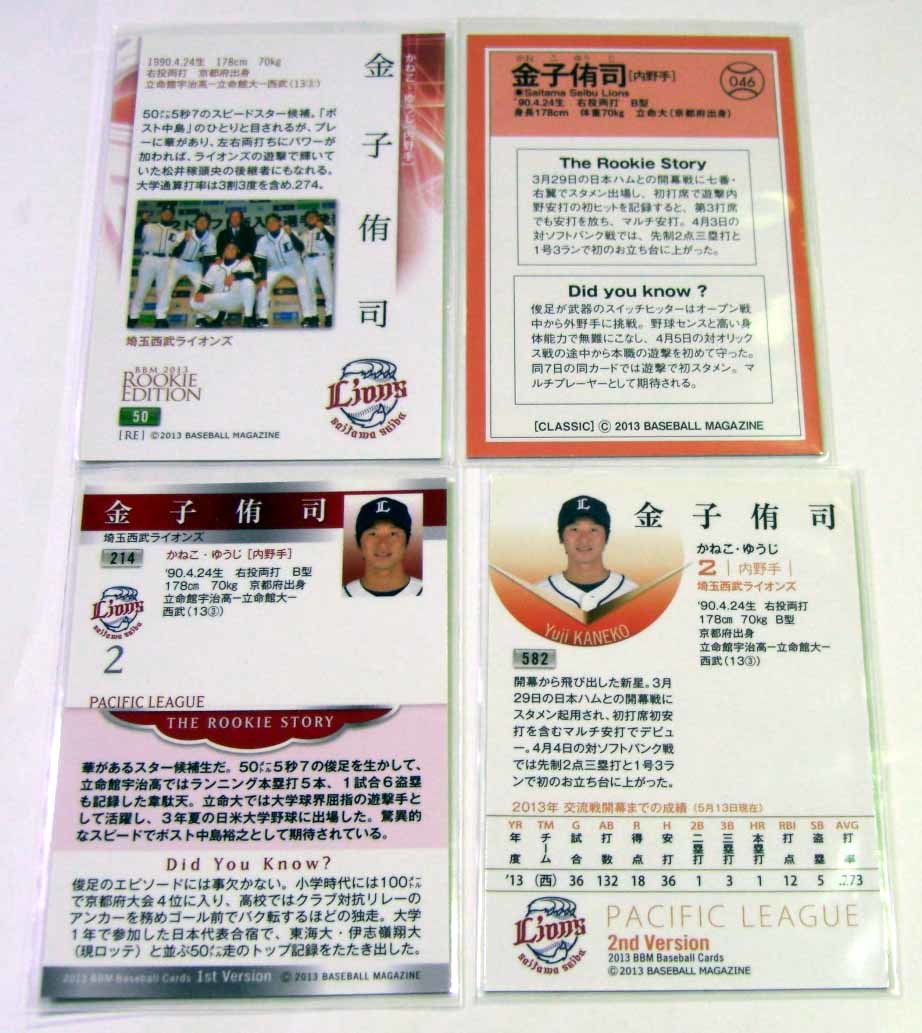 1990.4.24生 178cm 70kg
右投両打 京都府出身
立命館宇治高ー立命館大ー西武(13③)
金子侑司
かねこ・ゆうじ[内野手]
50㍍5秒7のスピードスター候補。「ポ
スト中島」のひとりと目されるが、プレ
ーに華があり、左右両打ちにパワーが
加われば、ライオンズの遊撃で輝いて
いた松井稼頭央の後継者にもなれる。
大学通算打率は3割3度を含め.274。
埼玉西武ライオンズ
BBM 2013
ROOKIE
EDITION
50
[RE] ©2013 BASEBALL MAGAZINE
Lions
saitama seibu
かね こ ゆう じ
金子侑司[内野手]
046
●Saitama Seibu Lions
'90.4.24生 右投両打 B型
身長178cm 体重70kg 立命大(京都府出身)
The Rookie Story
3月29日の日本ハムとの開幕戦に七番・
右翼でスタメン出場し、初打席で遊撃内
野安打の初ヒットを記録すると、第3打席
でも安打を放ち、マルチ安打。4月3日の
対ソフトバンク戦では、先制2点三塁打と
1号3ランで初のお立ち台に上がった。
Did you know ?
俊足が武器のスイッチヒッターはオープン戦
中から外野手に挑戦。野球センスと高い身
体能力で無難にこなし、4月5日の対オリックス
戦の途中から本職の遊撃を初めて守った。
同7日の同カードでは遊撃で初スタメン。マ
ルチプレーヤーとして期待される。
[CLASSIC] © 2013 BASEBALL MAGAZINE
金子侑司
埼玉西武ライオンズ
214
かねこ・ゆうじ [内野手]
'90.4.24生 右投両打 B型
178cm 70kg 京都府出身
立命館宇治高ー立命館大ー
西武(13③)
Lions
saitama seibu
2
PACIFIC LEAGUE
THE ROOKIE STORY
華があるスター候補生だ。50㍍5秒7の俊足を生かして、
立命館宇治高ではランニング本塁打5本、1試合6盗塁
も記録した韋駄天。立命大では大学球界屈指の遊撃手と
して活躍し、3年夏の日米大学野球に出場した。驚異的
なスピードでポスト中島裕之として期待されている。
Did You Know?
俊足のエピソードには事欠かない。小学時代には100㍍
で京都府大会4位に入り、高校ではクラブ対抗リレーの
アンカーを務めゴール前でバク転するほどの独走。大学
1年で参加した日本代表合宿で、東海大・伊志嶺翔大
(現ロッテ)と並ぶ50㍍走のトップ記録をたたき出した。
2013 BBM Baseball Cards 1st Version ©2013 BASEBALL MAGAZINE
金子侑司
かねこ・ゆうじ
2 | 内野手 |
埼玉西武ライオンズ
'90.4.24生 右投両打
178cm 70kg B型
京都府出身
立命館宇治高ー立命館大ー
西武(13③)
Yuji KANEKO
582
開幕から飛び出した新星。3月
29日の日本ハムとの開幕戦に
スタメン起用され、初打席初安
打を含むマルチ安打でデビュ
ー。4月4日の対ソフトバンク戦
では先制2点三塁打と1号3ラ
ンで初のお立ち台に上がった。
2013年 交流戦開幕までの成績 (5月13日現在)
YR TM G AB R H 2B 3B HR RBI SB AVG
年度 チーム 試合 打数 得点 安打 二塁打 三塁打 本塁打 打点 盗塁 打率
'13 (西) 36 132 18 36 1 3 1 12 5 .273
Lions
saitama seibu
PACIFIC LEAGUE
2nd Version
2013 BBM Baseball Cards
©2013 BASEBALL MAGAZINE